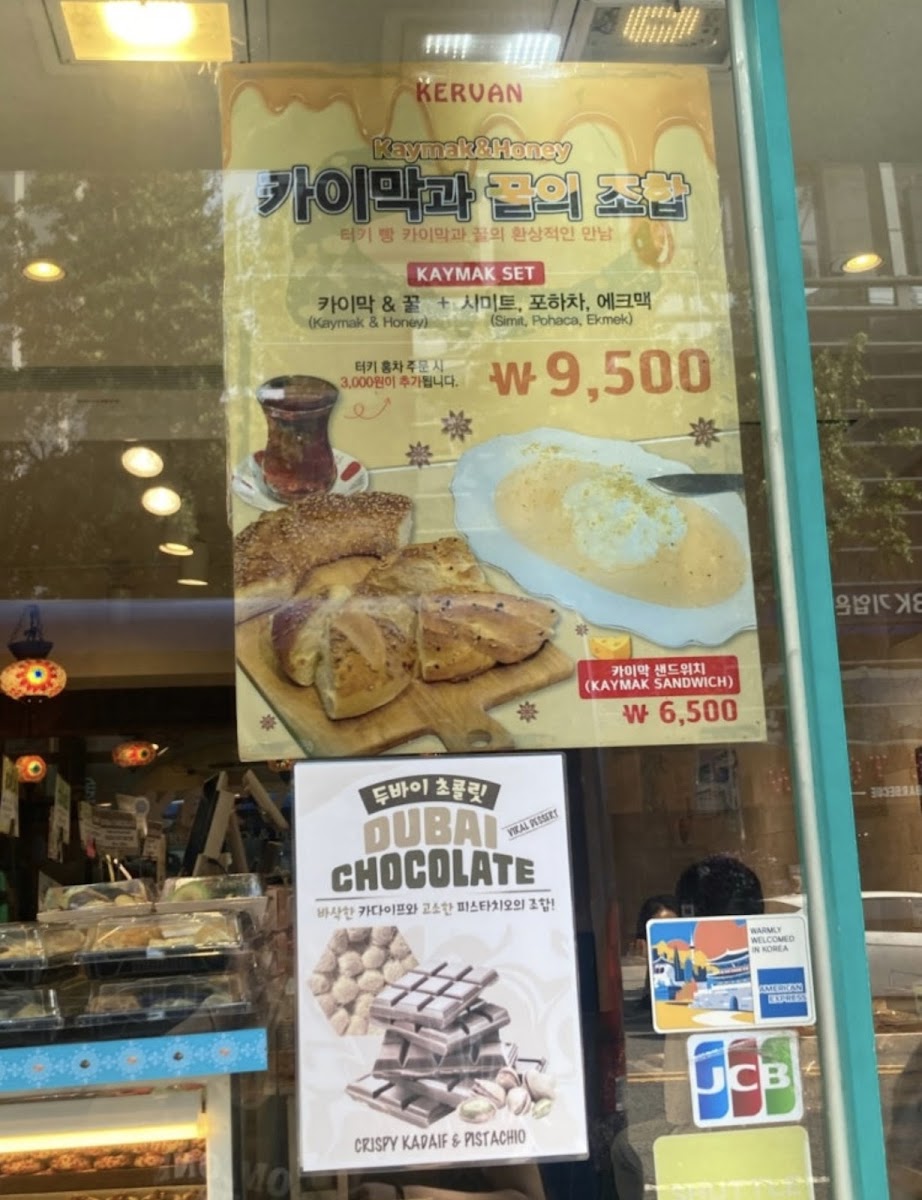 KERVAN
Kaymak&Honey
카이막과 꿀의 조합
터키 빵 카이막과 꿀의 환상적인 만남
KAYMAK SET
카이막 & 꿀 + 시미트, 포하차, 에크맥
(Kaymak & Honey) (Simit, Pohaca, Ekmek)
터키 홍차 주문 시
3,000원이 추가됩니다.
₩ 9,500
카이막 샌드위치
(KAYMAK SANDWICH)
₩ 6,500
두바이 초콜릿
DUBAI
VIRAL DESSERT
CHOCOLATE
바삭한 카다이프와 고소한 피스타치오의 조합!
CRISPY KADAIF & PISTACHIO
WARMLY
WELCOMED
IN KOREA
AMERICAN
EXPRESS
JCB